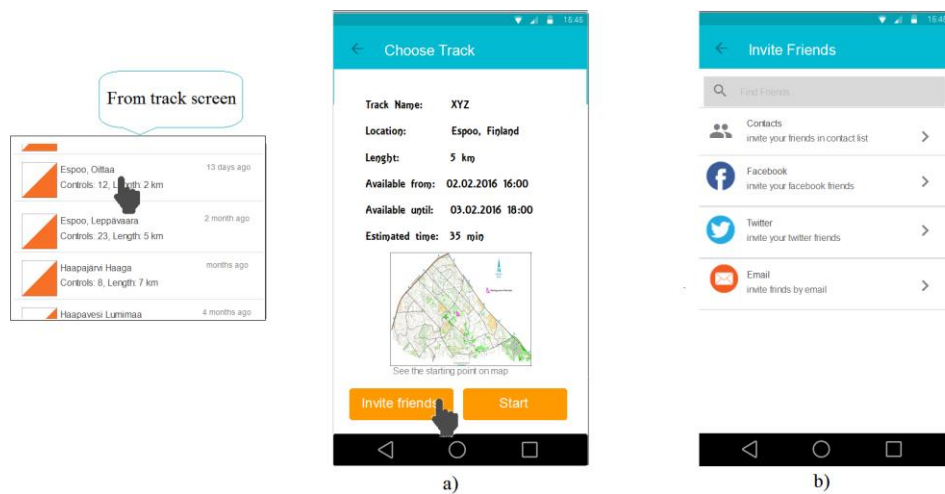 From track screen
Espoo, Oittaa
13 days ago
Controls: 12, Length: 2 km
Espoo, Leppävaara
2 month ago
Controls: 23, Length: 5 km
Haapajärvi Haaga
months ago
Controls: 8, Length: 7 km
Haapavesi Lumimaa
4 months ago
16:46
Choose Track
Track Name: XYZ
Location: Espoo, Finland
Lenght: 5 km
Available from: 02.02.2016 16:00
Available until: 03.02.2016 18:00
Estimated time: 35 min
See the starting point on map
Invite friends
Start
a)
16:46
Invite Friends
Find Friends
Contacts
invite your friends in contact list
Facebook
invite your facebook friends
Twitter
invite your twitter friends
Email
invite frinds by email
b)